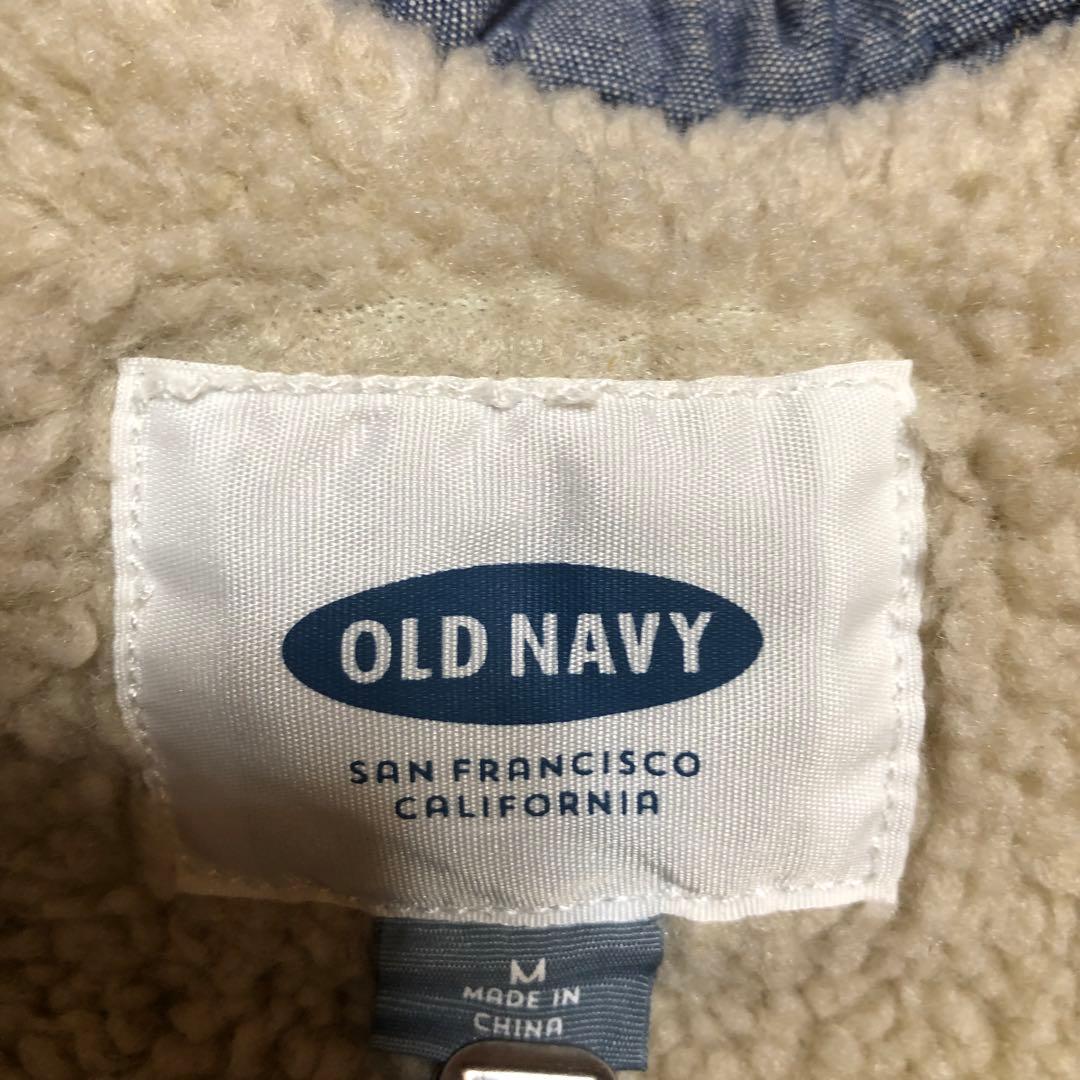 OLD NAVY
SAN FRANCISCO
CALIFORNIA
M
MADE IN
CHINA